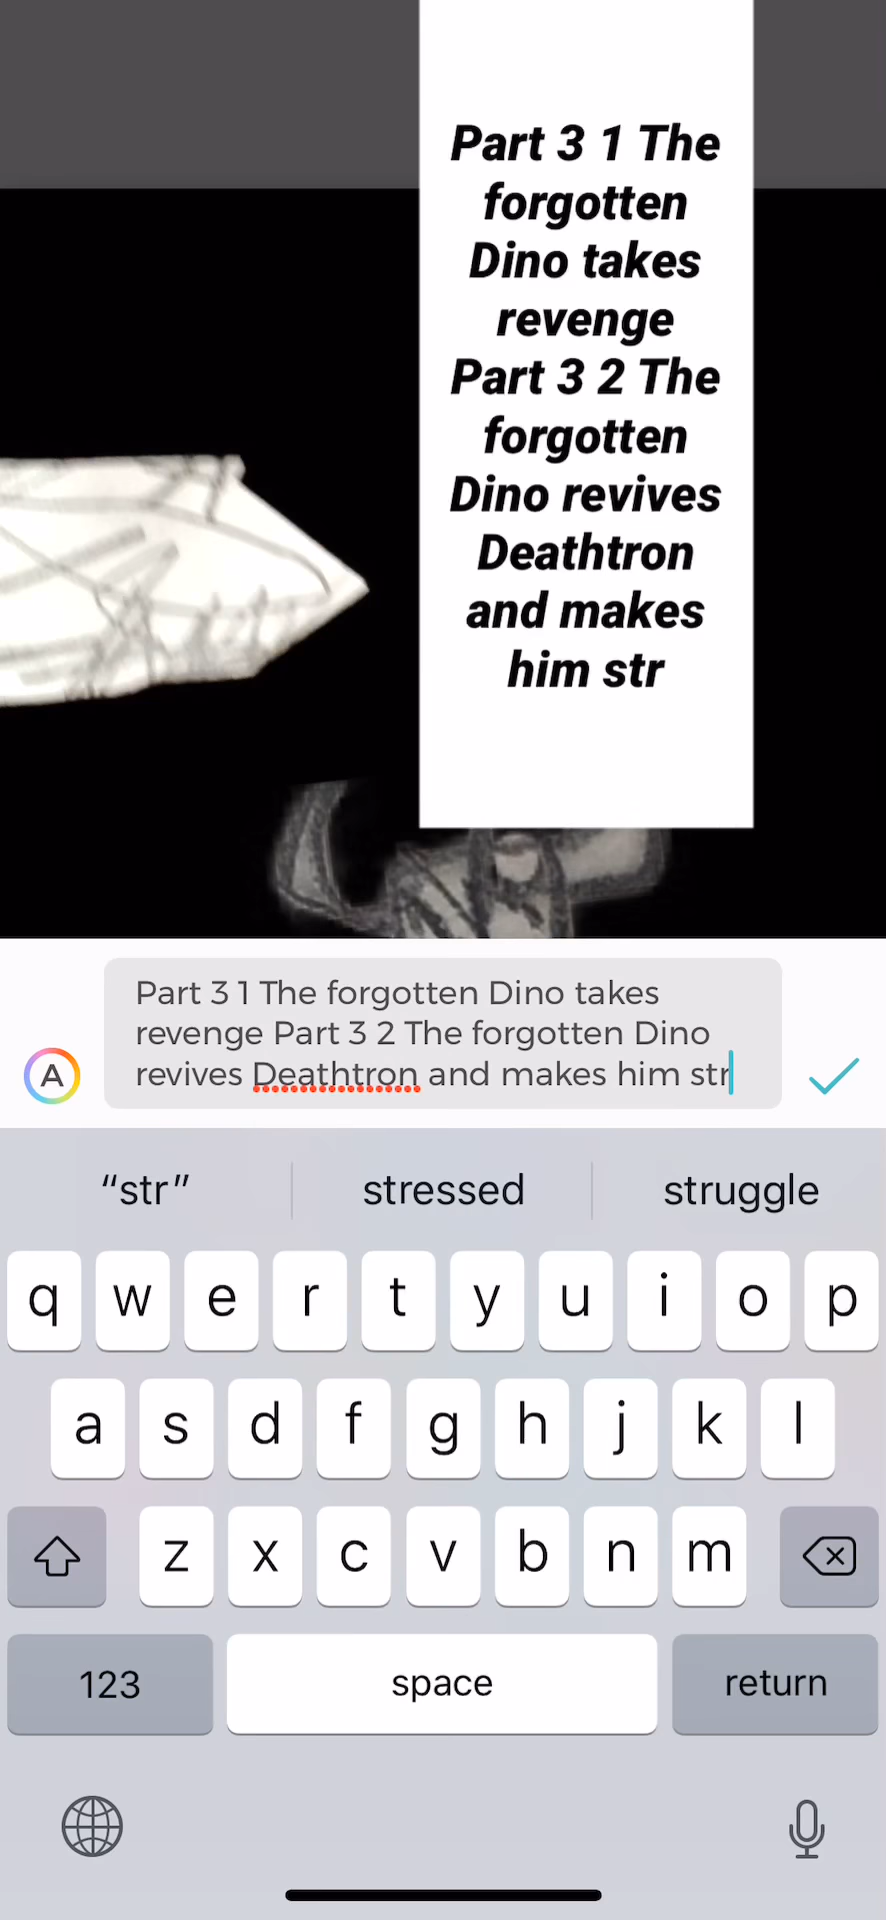 Part 3 1 The
forgotten
Dino takes
revenge
Part 3 2 The
forgotten
Dino revives
Deathtron
and makes
him str
Part 3 1 The forgotten Dino takes
revenge Part 3 2 The forgotten Dino
A
revives Deathtron and makes him str
“str”
stressed
struggle
q w e r t y u i o p
a s d f g h j k l
z x c v b n m
123
space
return